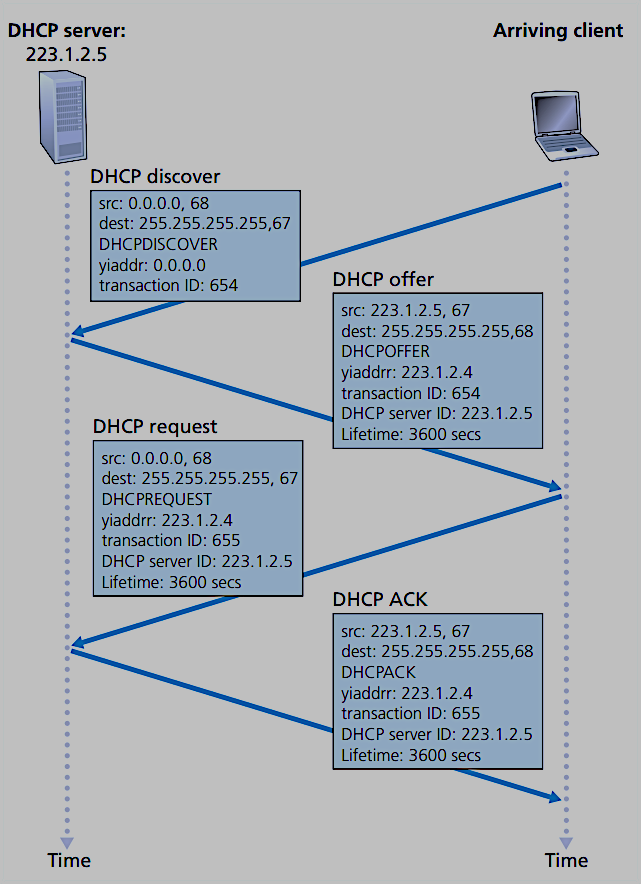 DHCP server:
223.1.2.5
Arriving client
DHCP discover
src: 0.0.0.0, 68
dest: 255.255.255.255,67
DHCPDISCOVER
yiaddr: 0.0.0.0
transaction ID: 654
DHCP offer
src: 223.1.2.5, 67
dest: 255.255.255.255,68
DHCPOFFER
yiaddrr: 223.1.2.4
transaction ID: 654
DHCP server ID: 223.1.2.5
Lifetime: 3600 secs
DHCP request
src: 0.0.0.0, 68
dest: 255.255.255.255, 67
DHCPREQUEST
yiaddrr: 223.1.2.4
transaction ID: 655
DHCP server ID: 223.1.2.5
Lifetime: 3600 secs
DHCP ACK
src: 223.1.2.5, 67
dest: 255.255.255.255,68
DHCPACK
yiaddrr: 223.1.2.4
transaction ID: 655
DHCP server ID: 223.1.2.5
Lifetime: 3600 secs
Time
Time